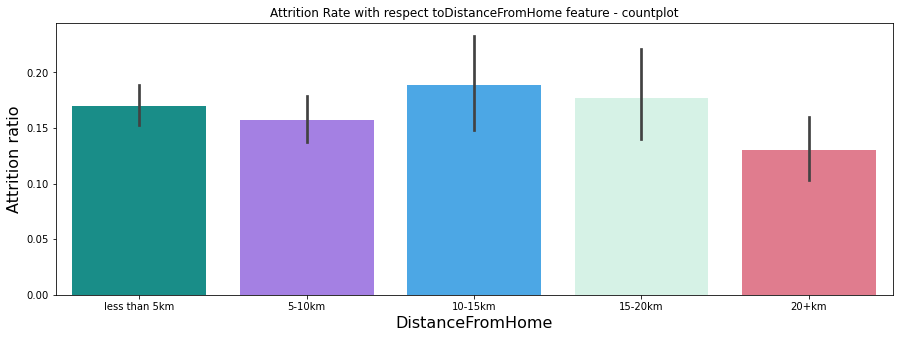 Attrition Rate with respect toDistanceFromHome feature - countplot
Attrition ratio
0.20
0.15
0.10
0.05
0.00
less than 5km 5-10km 10-15km 15-20km 20+km
DistanceFromHome